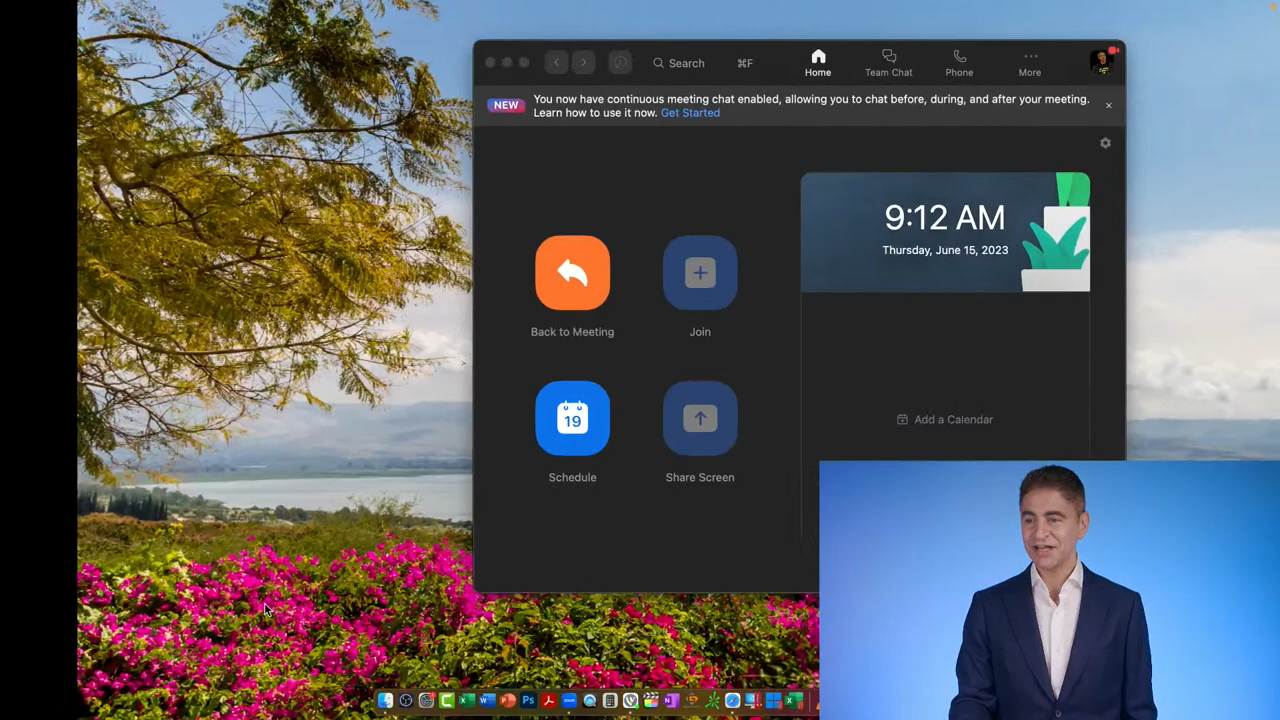 Search
⌘F
Home
Team Chat
Phone
More
NEW
You now have continuous meeting chat enabled, allowing you to chat before, during, and after your meeting.
Learn how to use it now. Get Started
9:12 AM
Thursday, June 15, 2023
Back to Meeting
Join
19
Add a Calendar
Schedule
Share Screen